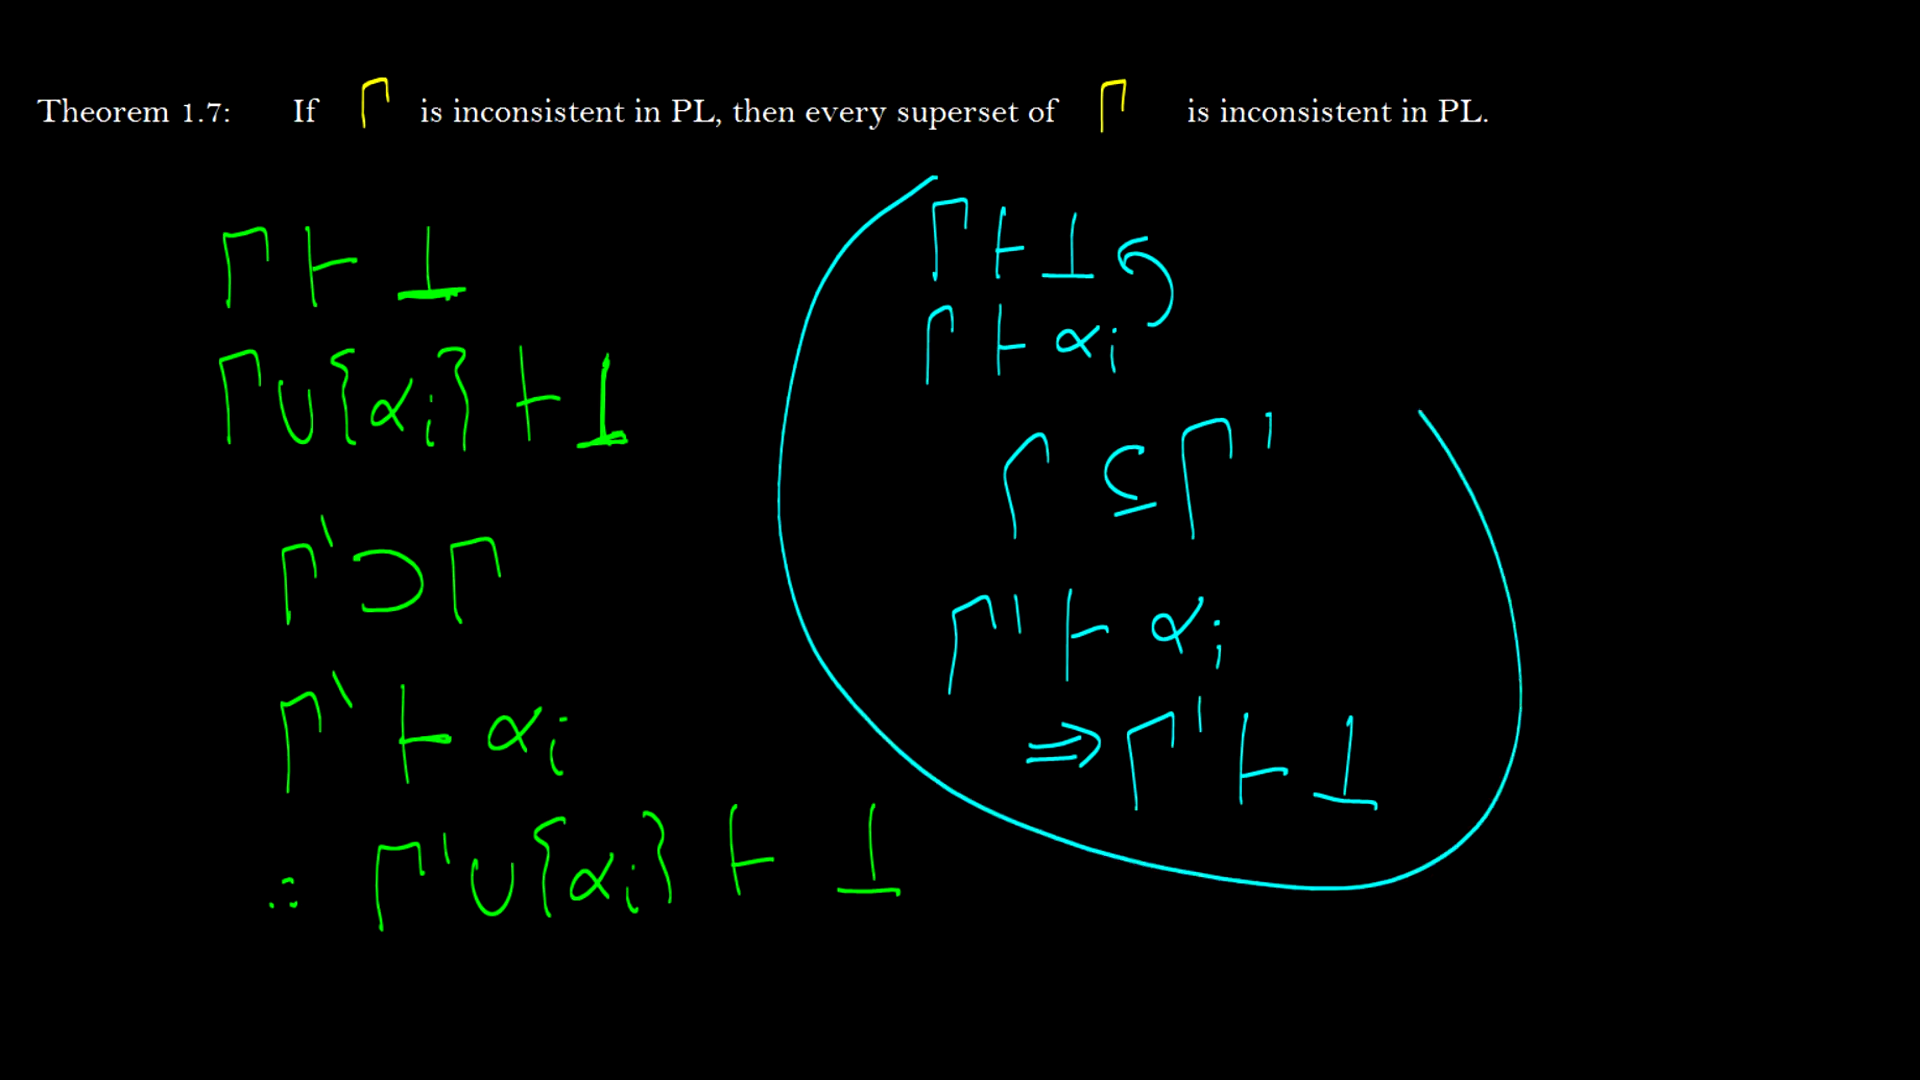 Theorem 1.7: If Γ is inconsistent in PL, then every superset of Γ is inconsistent in PL.
Γ ⊢ ⊥
Γ ∪ {αᵢ} ⊢ ⊥
Γ' ⊃ Γ
Γ' ⊢ αᵢ
∴ Γ' ∪ {αᵢ} ⊢ ⊥
Γ ⊢ ⊥
Γ ⊢ αᵢ
Γ ⊆ Γ'
Γ' ⊢ αᵢ
⇒ Γ' ⊢ ⊥